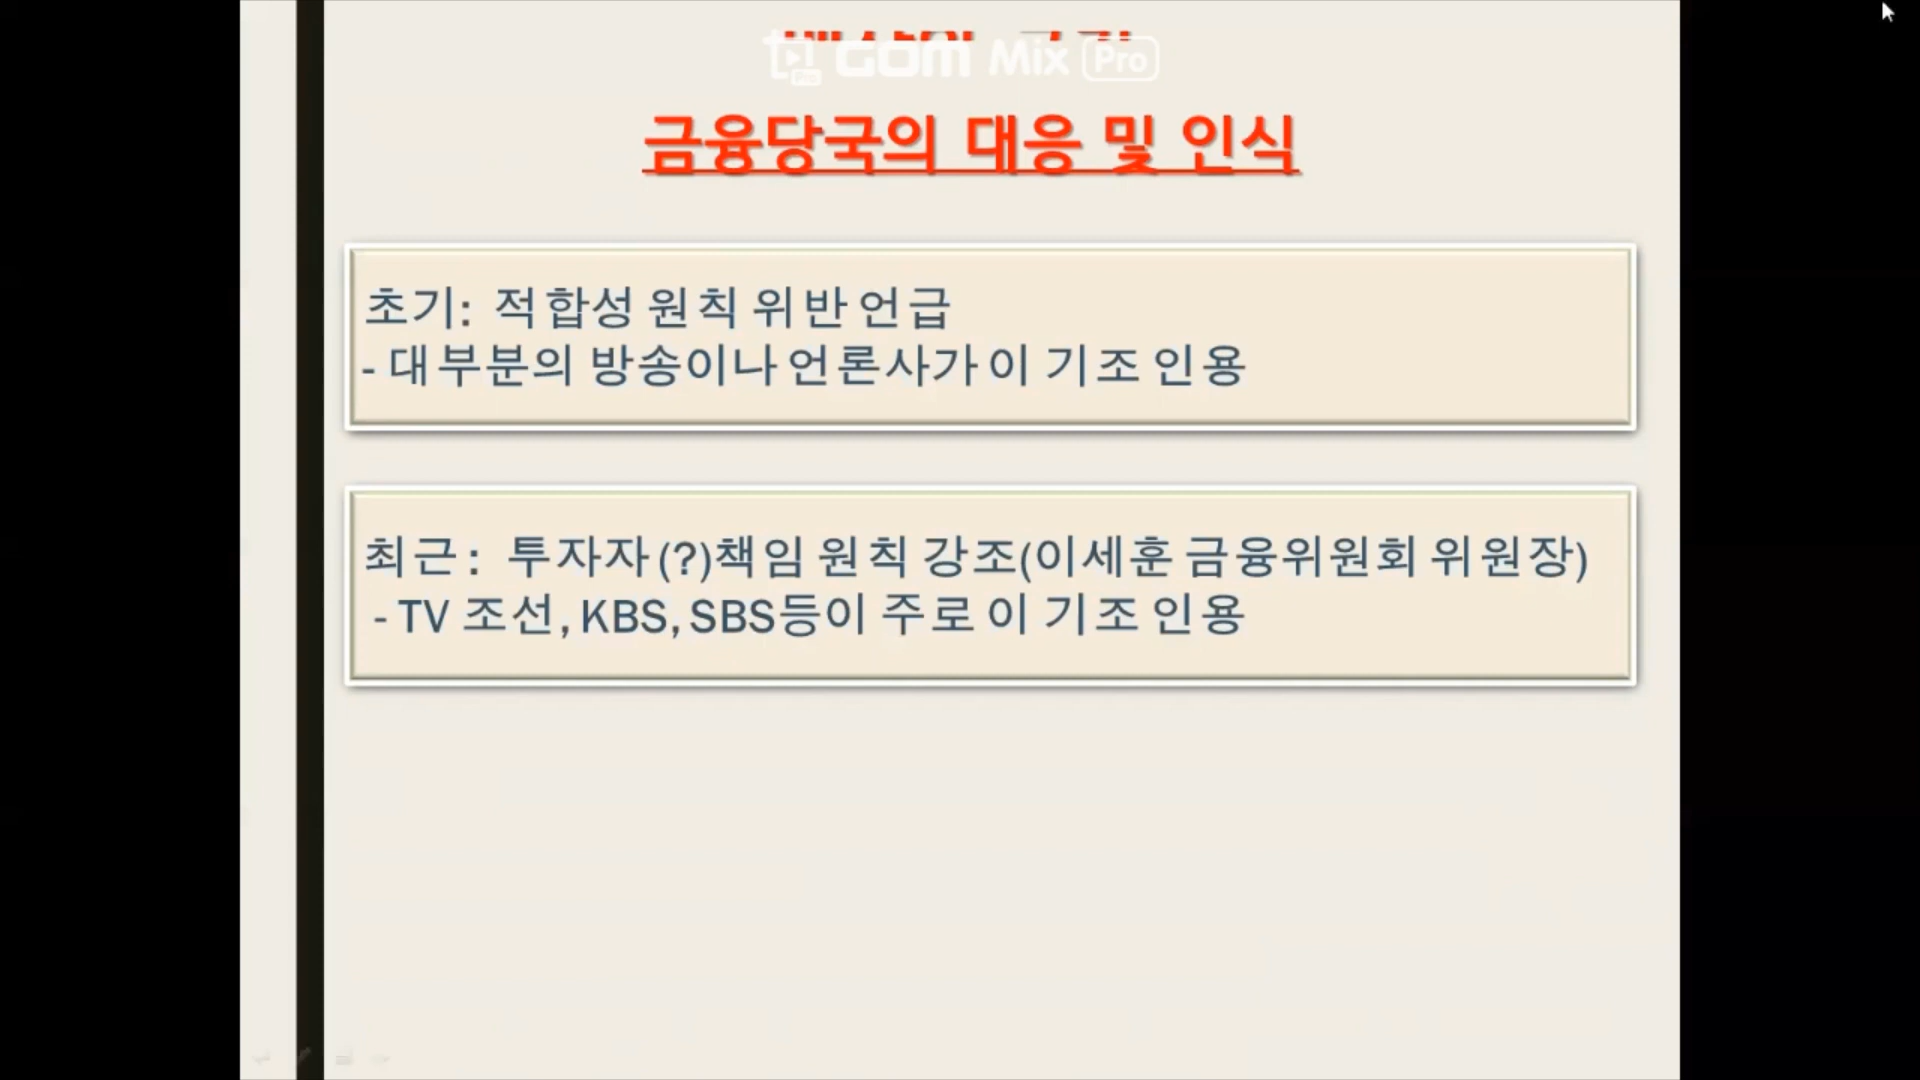 GOM Mix Pro
금융당국의 대응 및 인식
초기: 적합성 원칙 위반 언급
- 대부분의 방송이나 언론사가 이 기조 인용
최근: 투자자(?)책임 원칙 강조(이세훈 금융위원회 위원장)
- TV 조선, KBS, SBS등이 주로 이 기조 인용